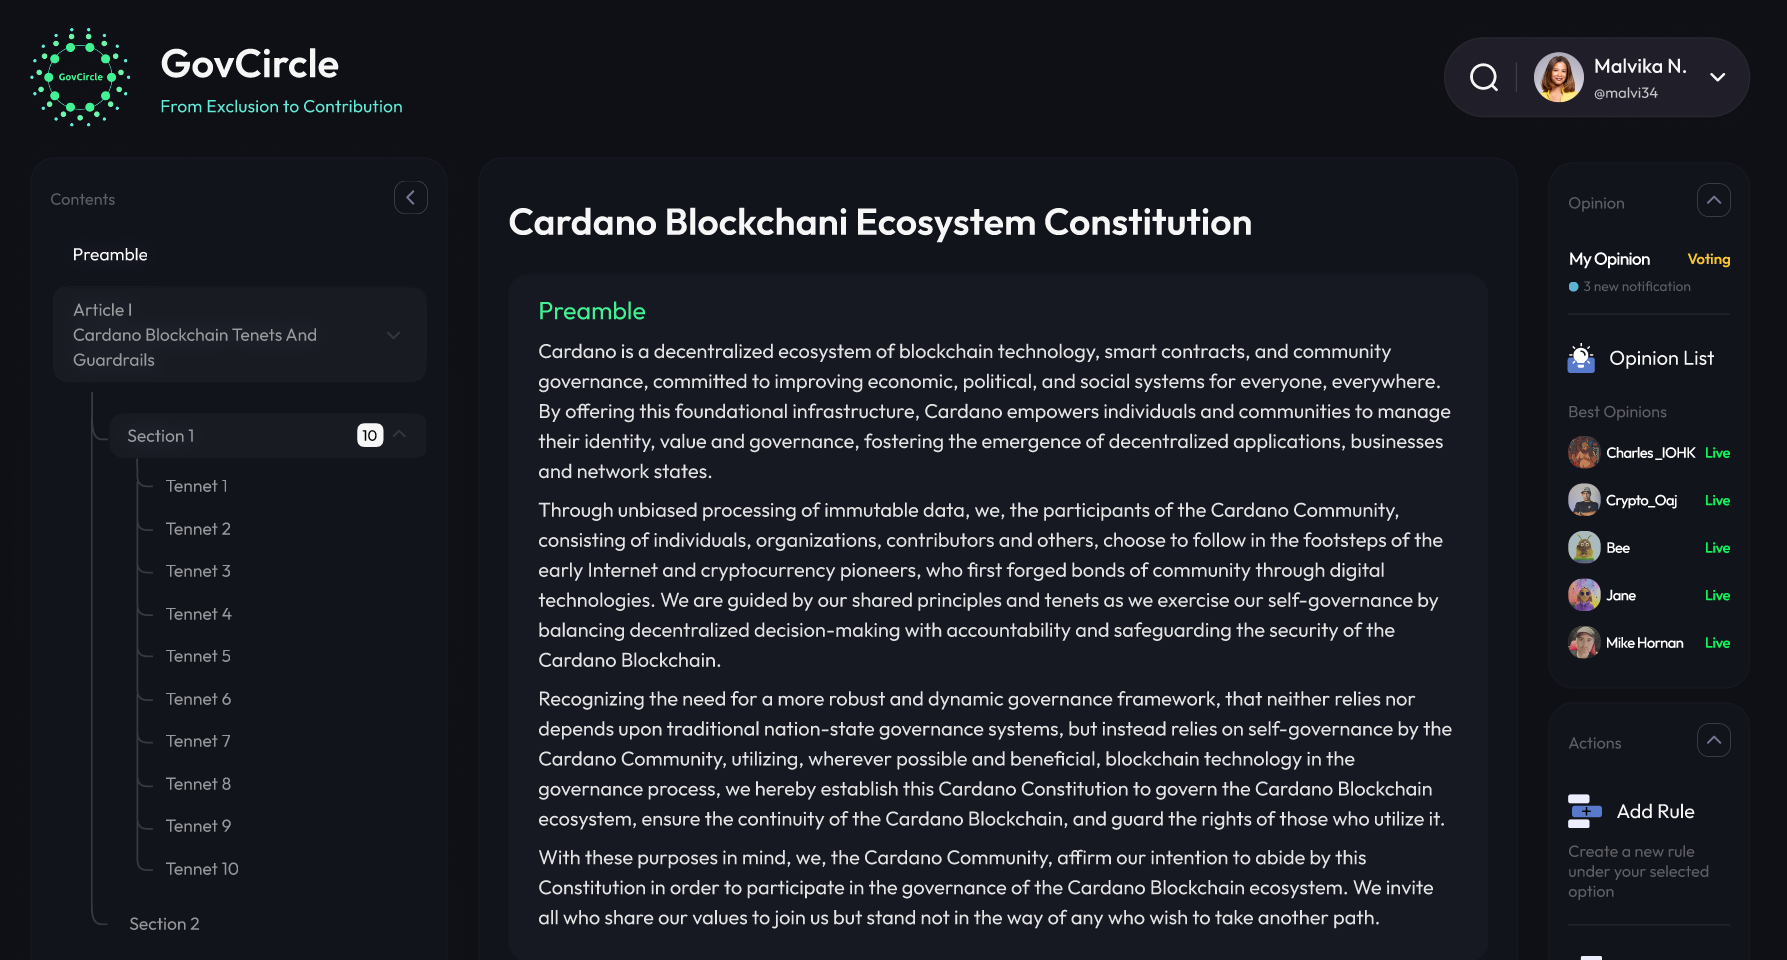 GovCircle
GovCircle
From Exclusion to Contribution
Malvika N.
@malvi34
Contents
Preamble
Article I
Cardano Blockchain Tenets And
Guardrails
Section 1
10
Tennet 1
Tennet 2
Tennet 3
Tennet 4
Tennet 5
Tennet 6
Tennet 7
Tennet 8
Tennet 9
Tennet 10
Section 2
Cardano Blockchani Ecosystem Constitution
Preamble
Cardano is a decentralized ecosystem of blockchain technology, smart contracts, and community
governance, committed to improving economic, political, and social systems for everyone, everywhere.
By offering this foundational infrastructure, Cardano empowers individuals and communities to manage
their identity, value and governance, fostering the emergence of decentralized applications, businesses
and network states.
Through unbiased processing of immutable data, we, the participants of the Cardano Community,
consisting of individuals, organizations, contributors and others, choose to follow in the footsteps of the
early Internet and cryptocurrency pioneers, who first forged bonds of community through digital
technologies. We are guided by our shared principles and tenets as we exercise our self-governance by
balancing decentralized decision-making with accountability and safeguarding the security of the
Cardano Blockchain.
Recognizing the need for a more robust and dynamic governance framework, that neither relies nor
depends upon traditional nation-state governance systems, but instead relies on self-governance by the
Cardano Community, utilizing, wherever possible and beneficial, blockchain technology in the
governance process, we hereby establish this Cardano Constitution to govern the Cardano Blockchain
ecosystem, ensure the continuity of the Cardano Blockchain, and guard the rights of those who utilize it.
With these purposes in mind, we, the Cardano Community, affirm our intention to abide by this
Constitution in order to participate in the governance of the Cardano Blockchain ecosystem. We invite
all who share our values to join us but stand not in the way of any who wish to take another path.
Opinion
My Opinion
Voting
3 new notification
Opinion List
Best Opinions
Charles_IOHK Live
Crypto_Oaj Live
Bee Live
Jane Live
Mike Hornan Live
Actions
Add Rule
Create a new rule
under your selected
option